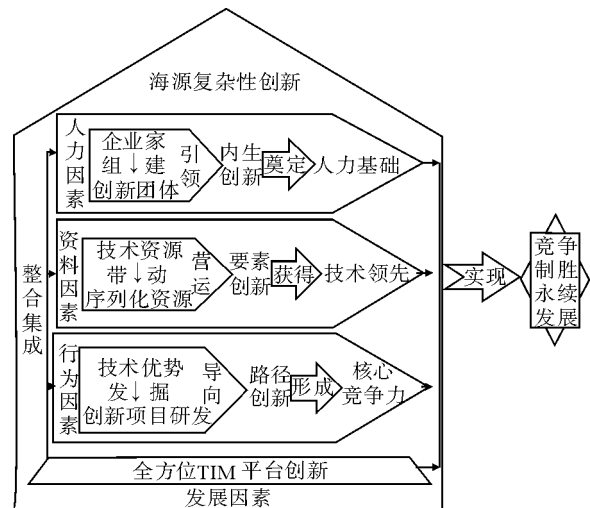 海源复杂性创新
人力因素
企业家
组↓建
创新团体
引领
内生
创新
奠定
人力基础
资料因素
技术资源
带↓动
序列化资源
营运
要素
创新
获得
技术领先
行为因素
技术优势
发↓掘
创新项目研发
导向
路径
创新
形成
核心
竞争力
整合集成
全方位TIM 平台创新
发展因素
实现
竞争
制胜
永续
发展